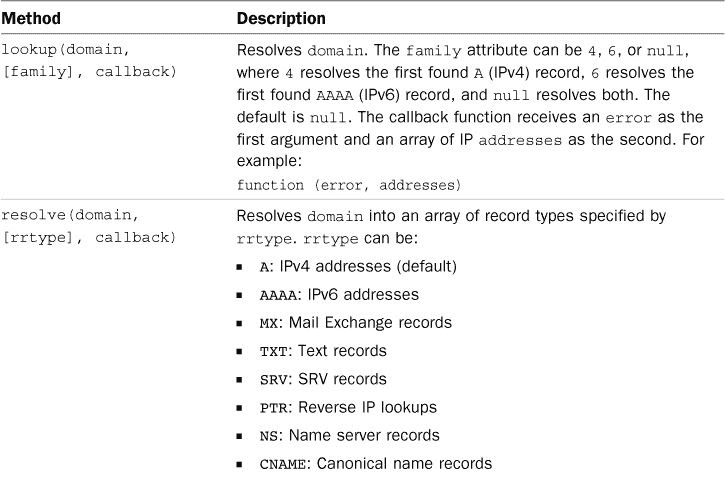 Method Description
lookup(domain, Resolves domain. The family attribute can be 4, 6, or null,
[family], callback) where 4 resolves the first found A (IPv4) record, 6 resolves the
first found AAAA (IPv6) record, and null resolves both. The
default is null. The callback function receives an error as the
first argument and an array of IP addresses as the second. For
example:
function (error, addresses)
resolve(domain, Resolves domain into an array of record types specified by
[rrtype], callback) rrtype. rrtype can be:
■ A: IPv4 addresses (default)
■ AAAA: IPv6 addresses
■ MX: Mail Exchange records
■ TXT: Text records
■ SRV: SRV records
■ PTR: Reverse IP lookups
■ NS: Name server records
■ CNAME: Canonical name records